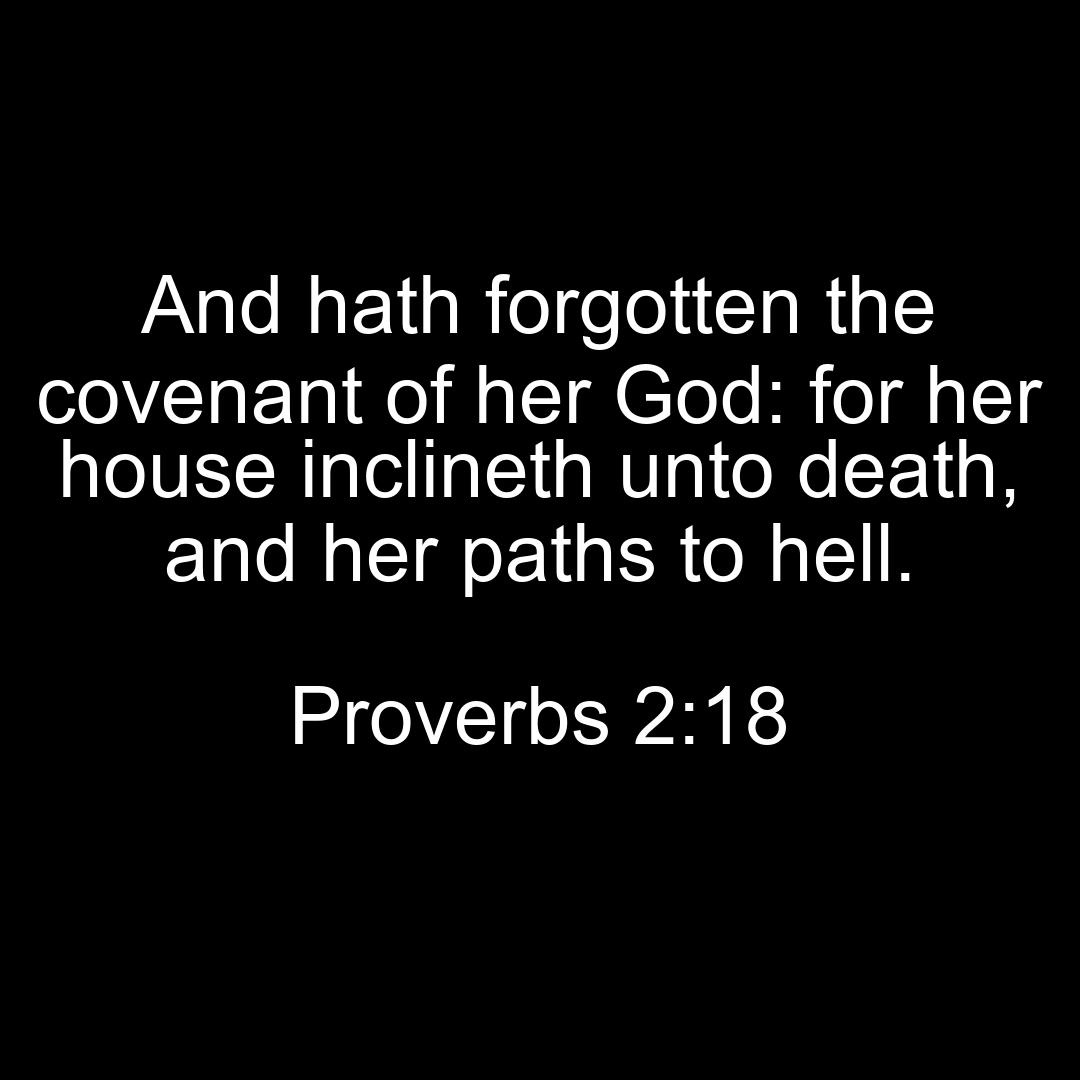 And hath forgotten the
covenant of her God: for her
house inclineth unto death,
and her paths to hell.
Proverbs 2:18